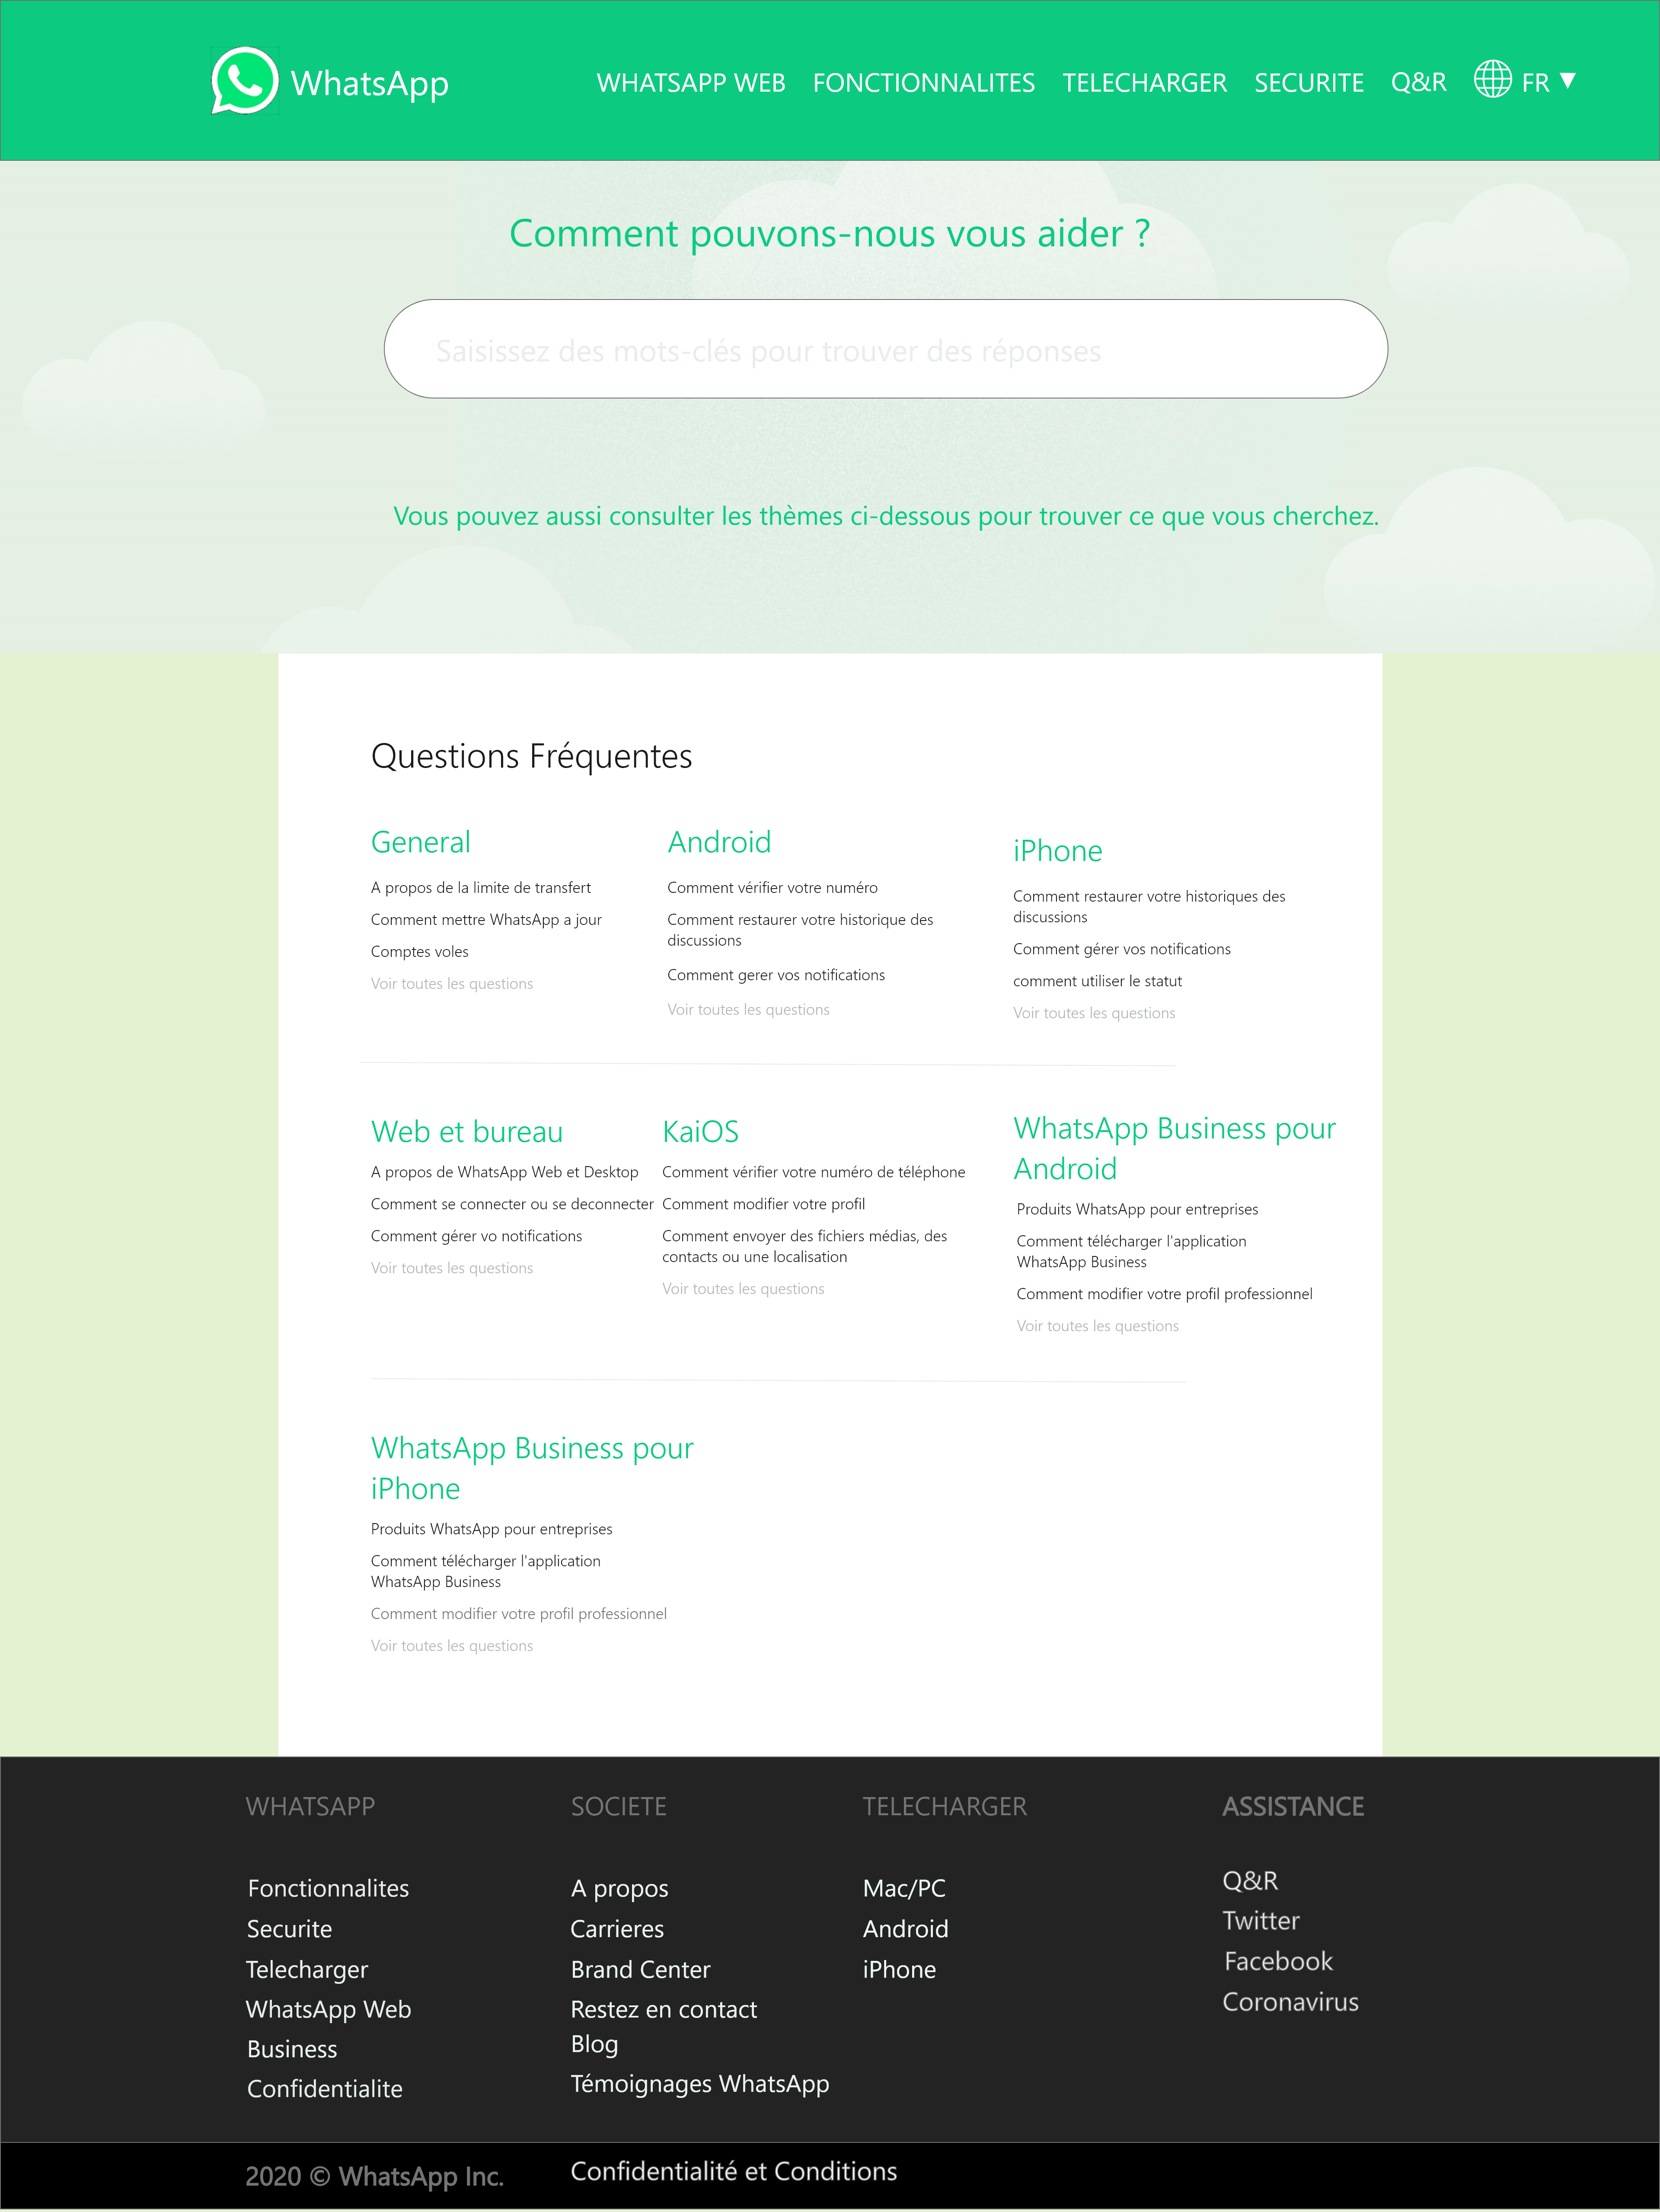 WhatsApp
WHATSAPP WEB
FONCTIONNALITES
TELECHARGER
SECURITE
Q&R
FR
Comment pouvons-nous vous aider ?
Saisissez des mots-clés pour trouver des réponses
Vous pouvez aussi consulter les thèmes ci-dessous pour trouver ce que vous cherchez.
Questions Fréquentes
General
A propos de la limite de transfert
Comment mettre WhatsApp a jour
Comptes voles
Voir toutes les questions
Android
Comment vérifier votre numéro
Comment restaurer votre historique des
discussions
Comment gerer vos notifications
Voir toutes les questions
iPhone
Comment restaurer votre historiques des
discussions
Comment gérer vos notifications
comment utiliser le statut
Voir toutes les questions
Web et bureau
A propos de WhatsApp Web et Desktop
Comment se connecter ou se deconnecter
Comment gérer vo notifications
Voir toutes les questions
KaiOS
Comment vérifier votre numéro de téléphone
Comment modifier votre profil
Comment envoyer des fichiers médias, des
contacts ou une localisation
Voir toutes les questions
WhatsApp Business pour
Android
Produits WhatsApp pour entreprises
Comment télécharger l'application
WhatsApp Business
Comment modifier votre profil professionnel
Voir toutes les questions
WhatsApp Business pour
iPhone
Produits WhatsApp pour entreprises
Comment télécharger l'application
WhatsApp Business
Comment modifier votre profil professionnel
Voir toutes les questions
WHATSAPP
Fonctionnalites
Securite
Telecharger
WhatsApp Web
Business
Confidentialite
SOCIETE
A propos
Carrieres
Brand Center
Restez en contact
Blog
Témoignages WhatsApp
TELECHARGER
Mac/PC
Android
iPhone
ASSISTANCE
Q&R
Twitter
Facebook
Coronavirus
2020 © WhatsApp Inc.
Confidentialité et Conditions